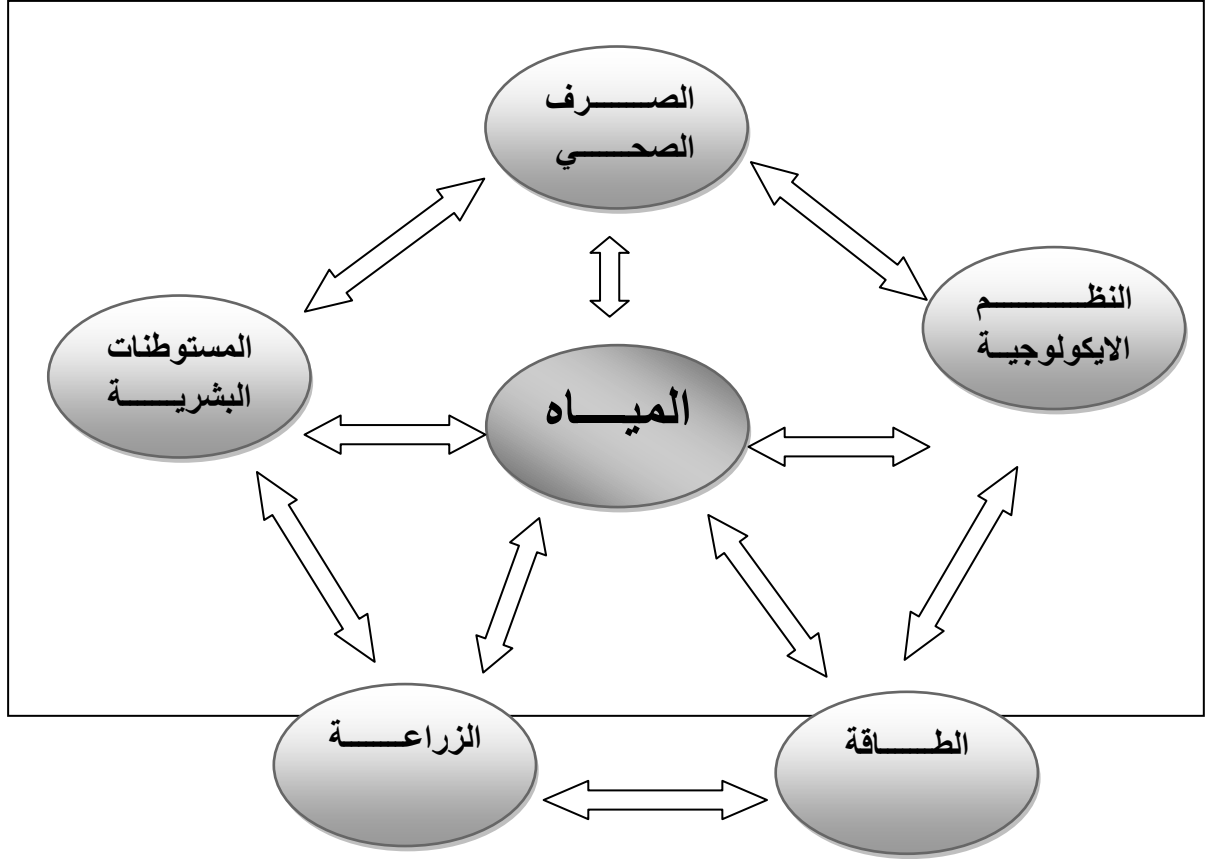 الصرف
الصحي
النظم
الايكولوجية
المستوطنات
البشرية
المياه
الزراعة
الطاقة